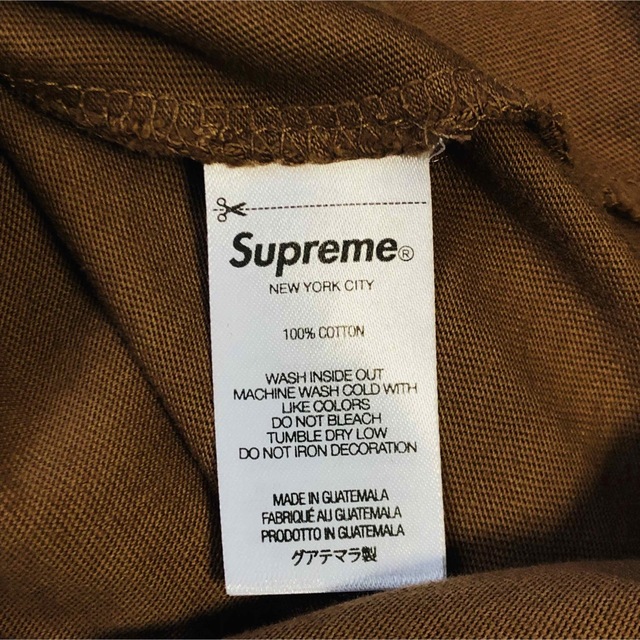 Supreme®
NEW YORK CITY
100% COTTON
WASH INSIDE OUT
MACHINE WASH COLD WITH
LIKE COLORS
DO NOT BLEACH
TUMBLE DRY LOW
DO NOT IRON DECORATION
MADE IN GUATEMALA
FABRIQUÉ AU GUATEMALA
PRODOTTO IN GUATEMALA
グアテマラ製